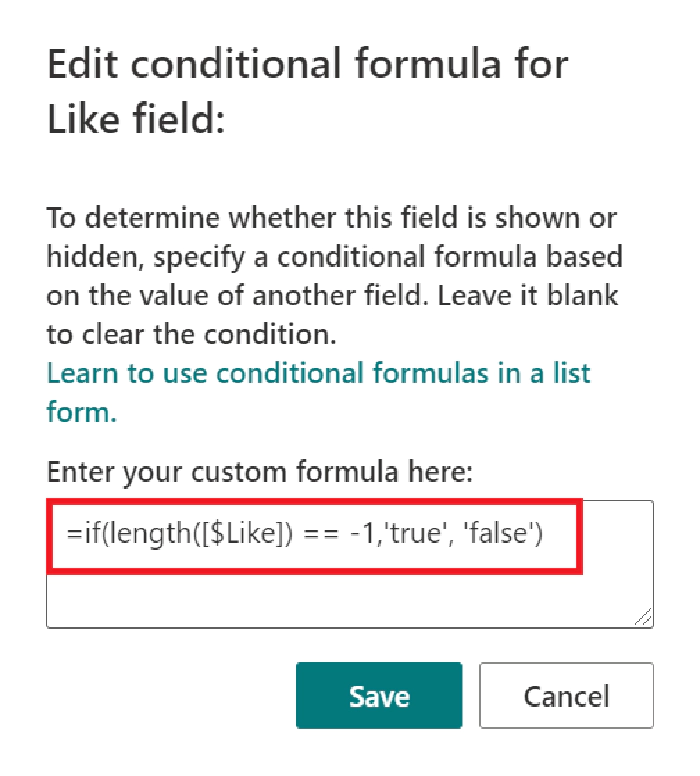 Edit conditional formula for
Like field:
To determine whether this field is shown or
hidden, specify a conditional formula based
on the value of another field. Leave it blank
to clear the condition.
Learn to use conditional formulas in a list
form.
Enter your custom formula here:
=if(length([$Like]) == -1,'true', 'false')
Save
Cancel